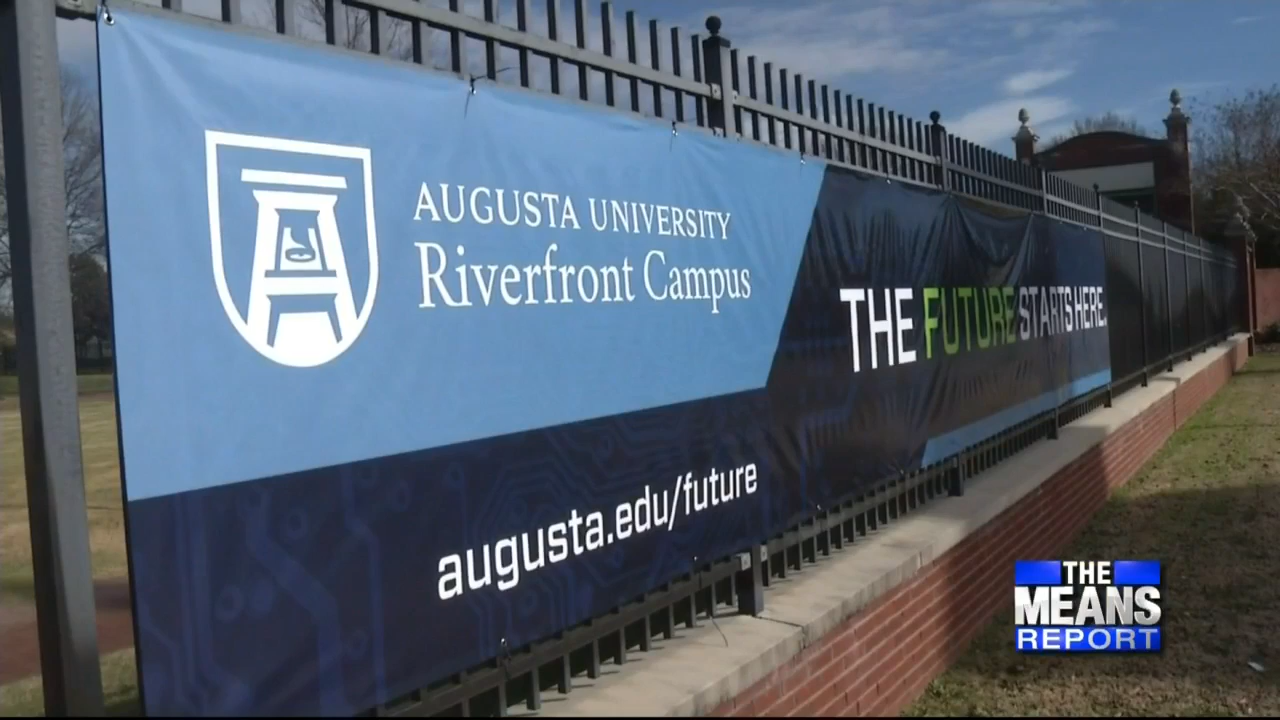 AUGUSTA UNIVERSITY
Riverfront Campus
THE FUTURE STARTS HERE.
augusta.edu/future
THE
MEANS
REPORT